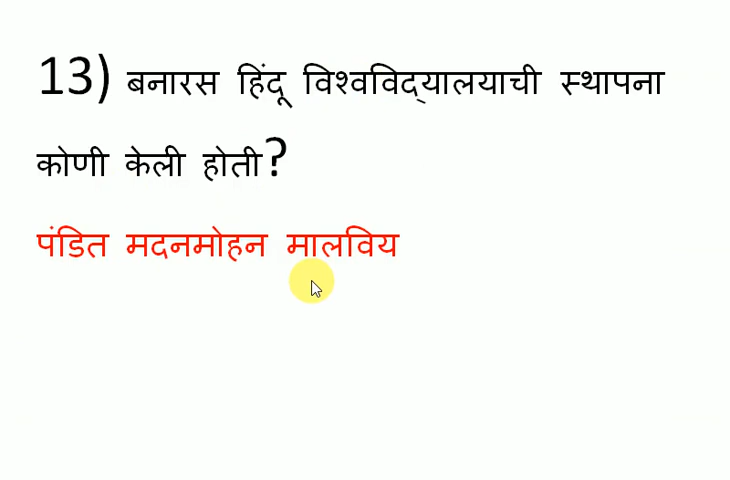 13) बनारस हिंदू विश्वविद्यालयाची स्थापना
कोणी केली होती?
पंडित मदनमोहन मालविय